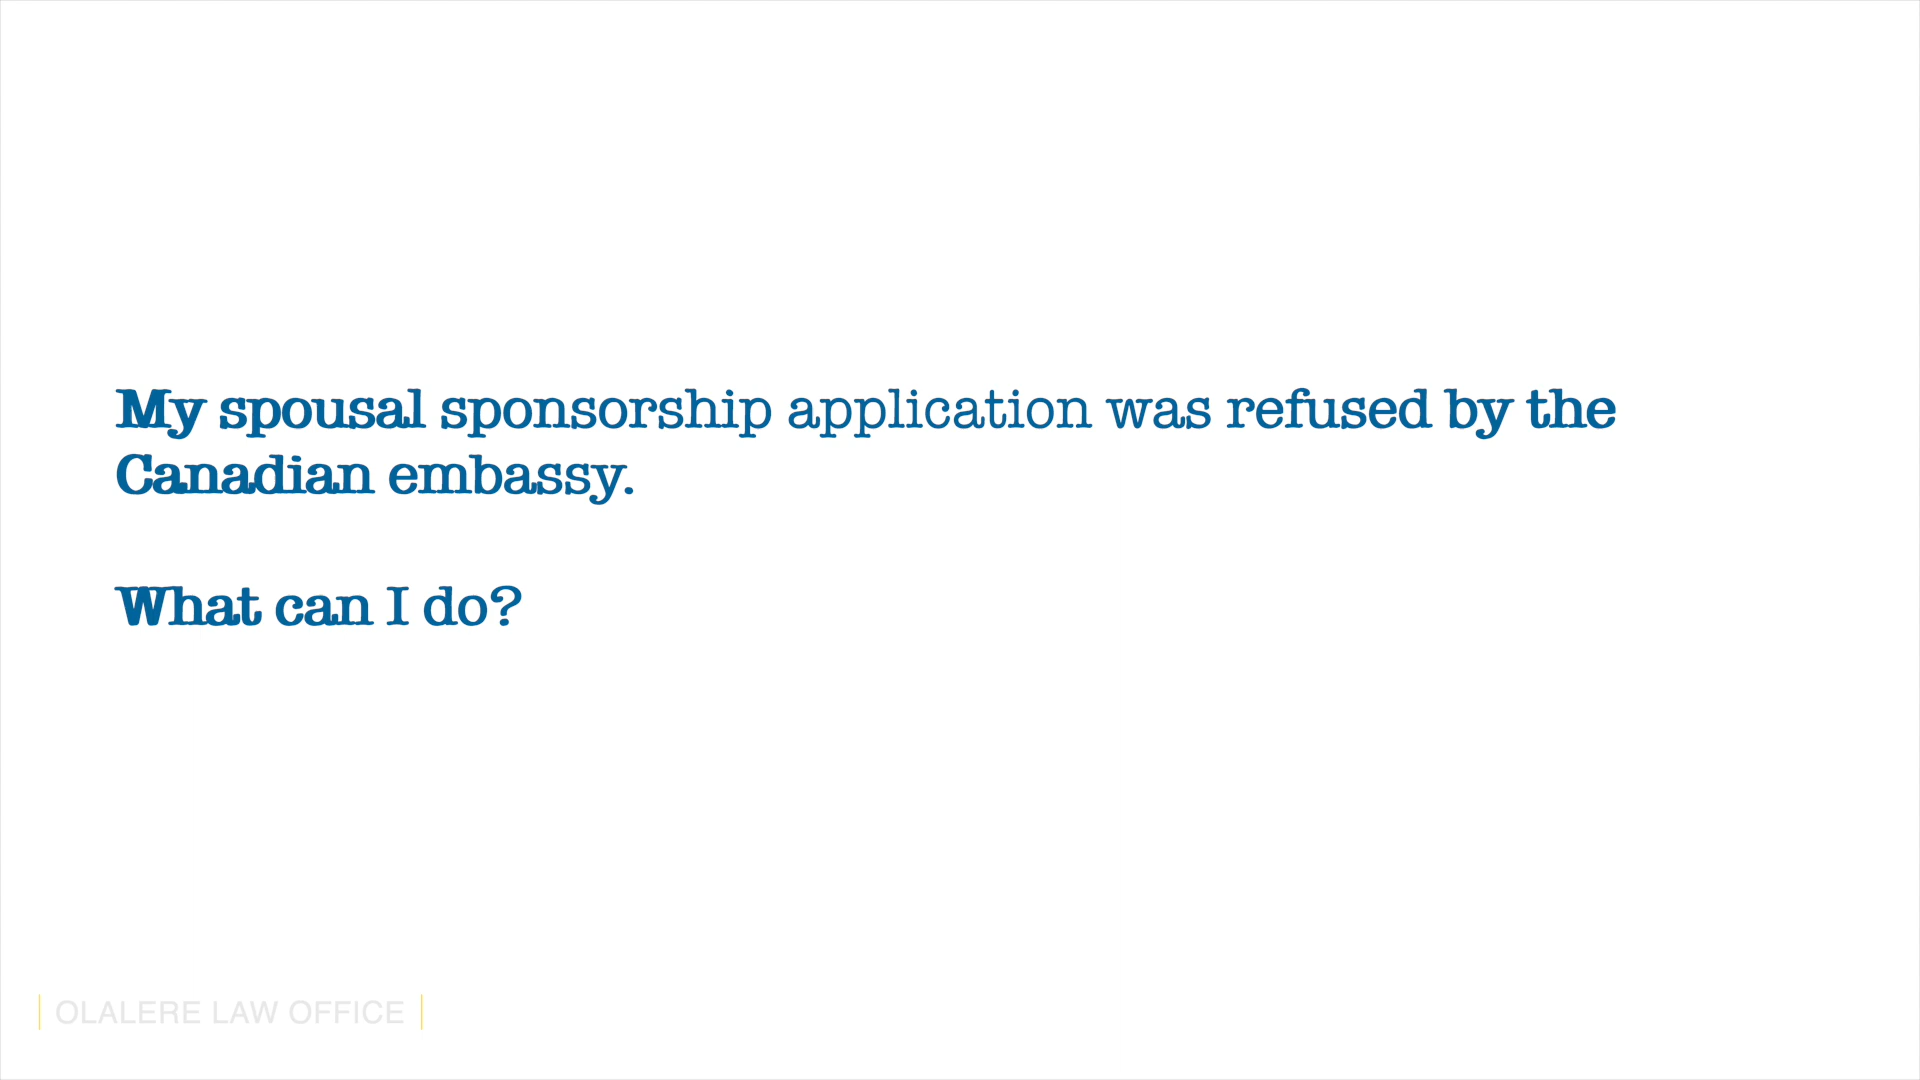 My spousal sponsorship application was refused by the
Canadian embassy.
What can I do?
OLALERE LAW OFFICE